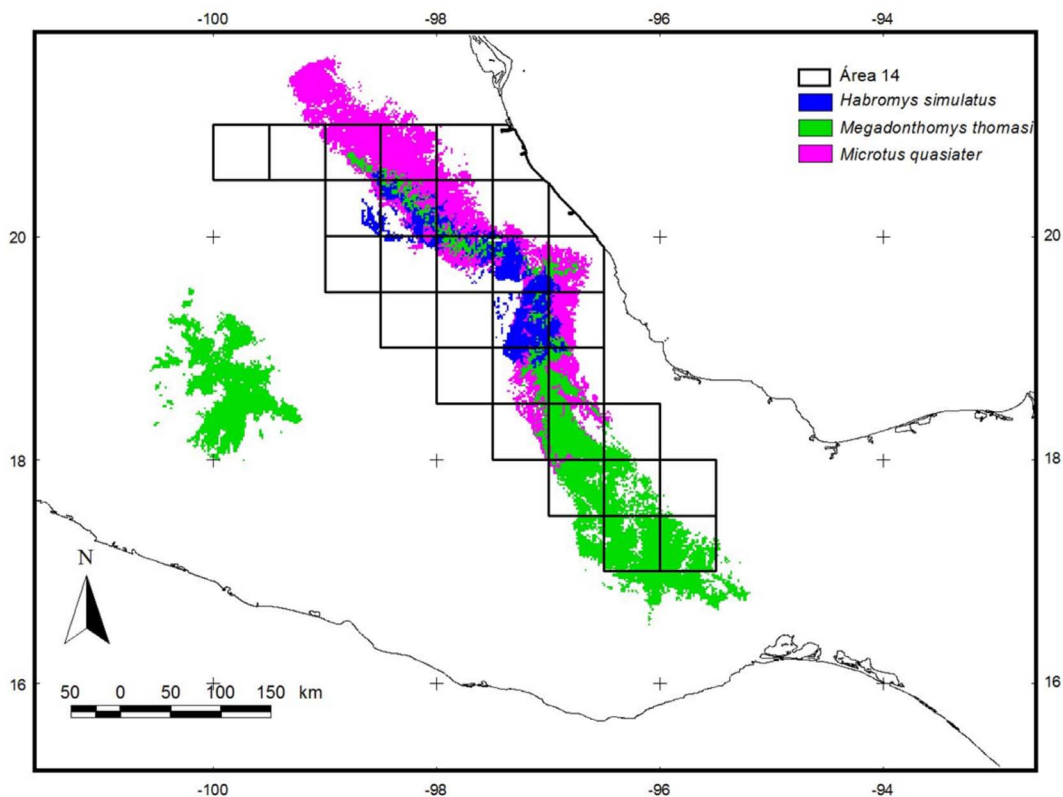 -100 -98 -96 -94
Área 14
Habromys simulatus
Megadonthomys thomasi
Microtus quasiater
20 20
18 18
N
16 16
50 0 50 100 150 km
-100 -98 -96 -94